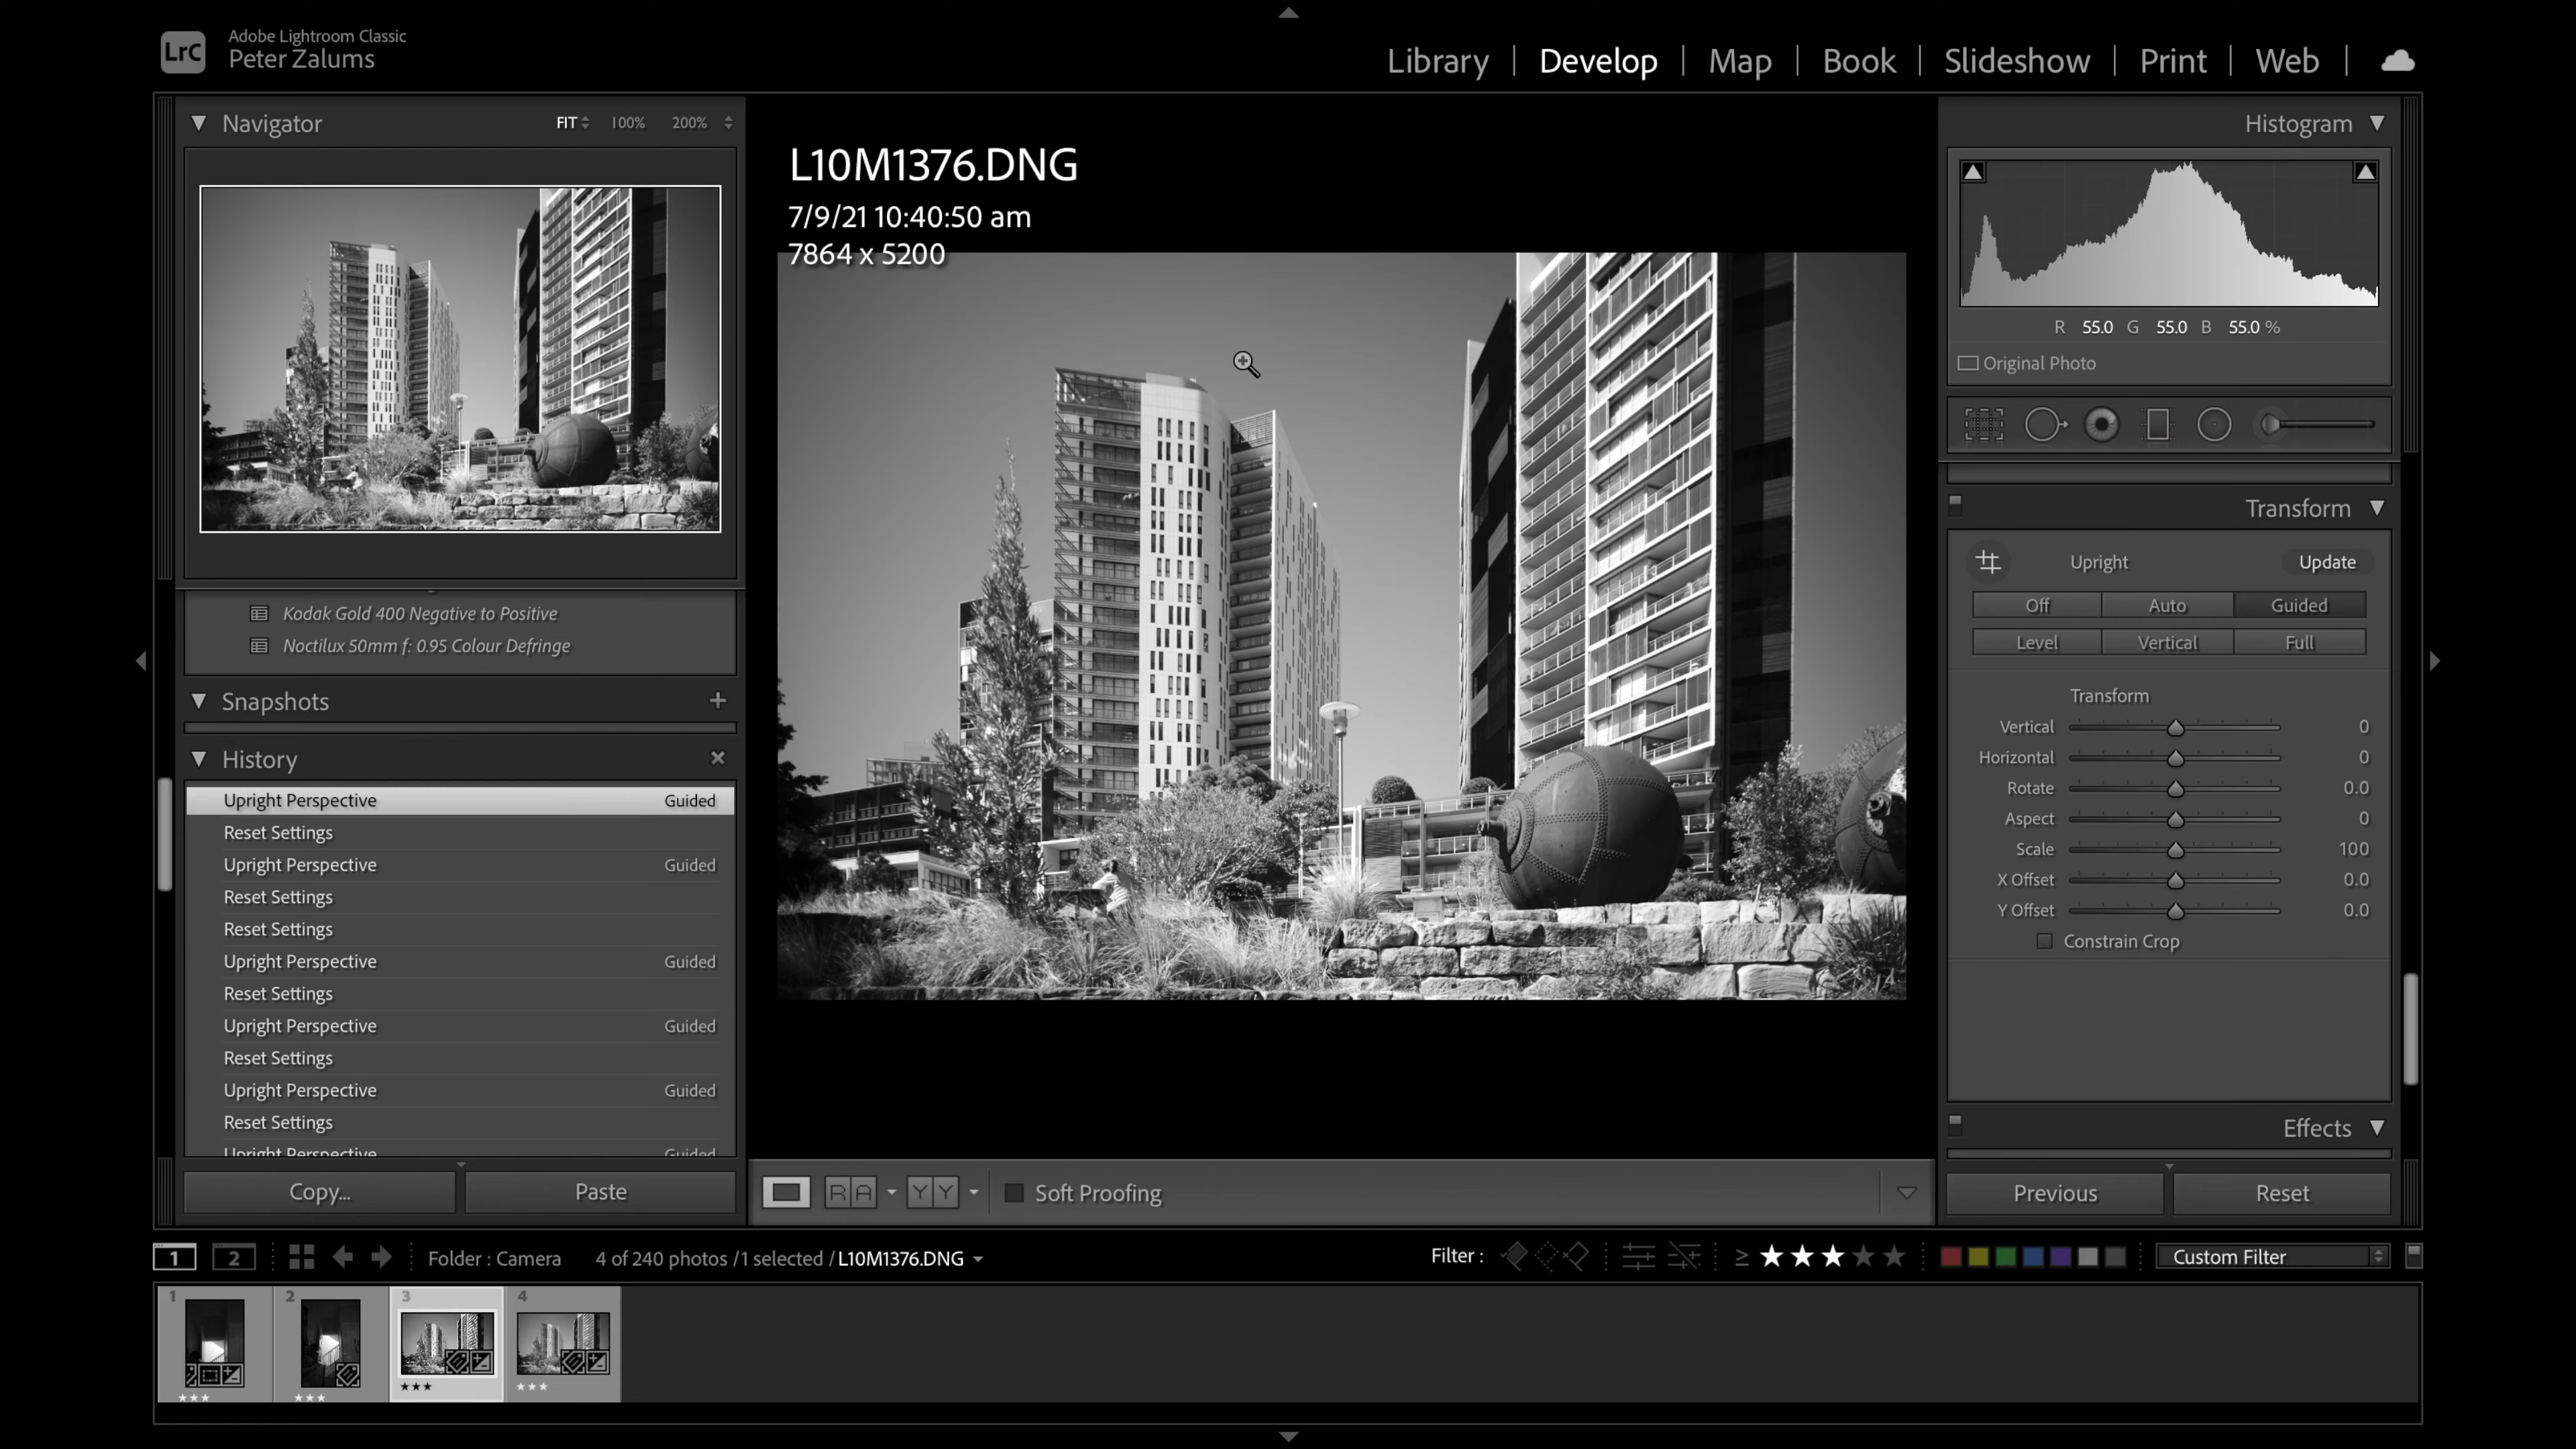 LrC
Adobe Lightroom Classic
Peter Zalums
Library | Develop | Map | Book | Slideshow | Print | Web |
Navigator FIT 100% 200%
Kodak Gold 400 Negative to Positive
Noctilux 50mm f: 0.95 Colour Defringe
Snapshots +
History ×
Upright Perspective Guided
Reset Settings
Upright Perspective Guided
Reset Settings
Reset Settings
Upright Perspective Guided
Reset Settings
Upright Perspective Guided
Reset Settings
Upright Perspective Guided
Reset Settings
Upright Perspective Guided
Copy... Paste
L10M1376.DNG
7/9/21 10:40:50 am
7864 x 5200
RA YY Soft Proofing
Histogram
R 55.0 G 55.0 B 55.0 %
Original Photo
Transform
Upright Update
Off Auto Guided
Level Vertical Full
Transform
Vertical 0
Horizontal 0
Rotate 0.0
Aspect 0
Scale 100
X Offset 0.0
Y Offset 0.0
Constrain Crop
Effects
Previous Reset
1 2 Folder : Camera 4 of 240 photos / 1 selected / L10M1376.DNG Filter : ≥ ★★★★★ Custom Filter
1 2 3 4
★★★ ★★★ ★★★ ★★★